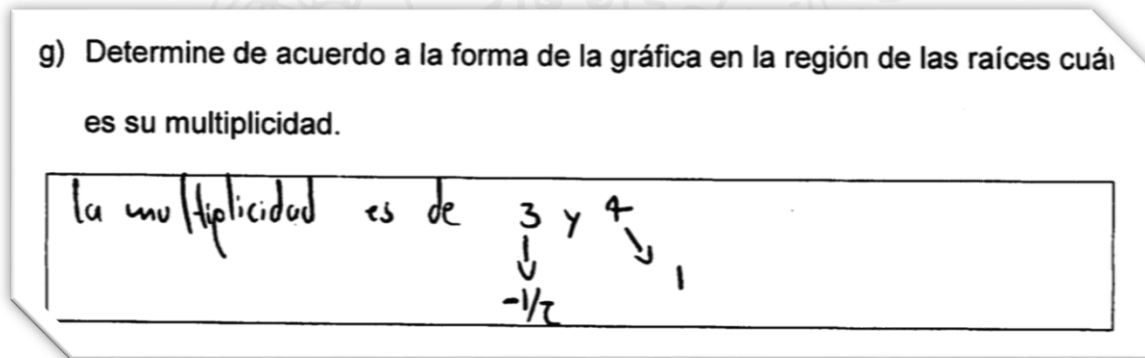 g) Determine de acuerdo a la forma de la gráfica en la región de las raíces cuál
es su multiplicidad.
la multiplicidad es de 3 y 4
-1/2
1